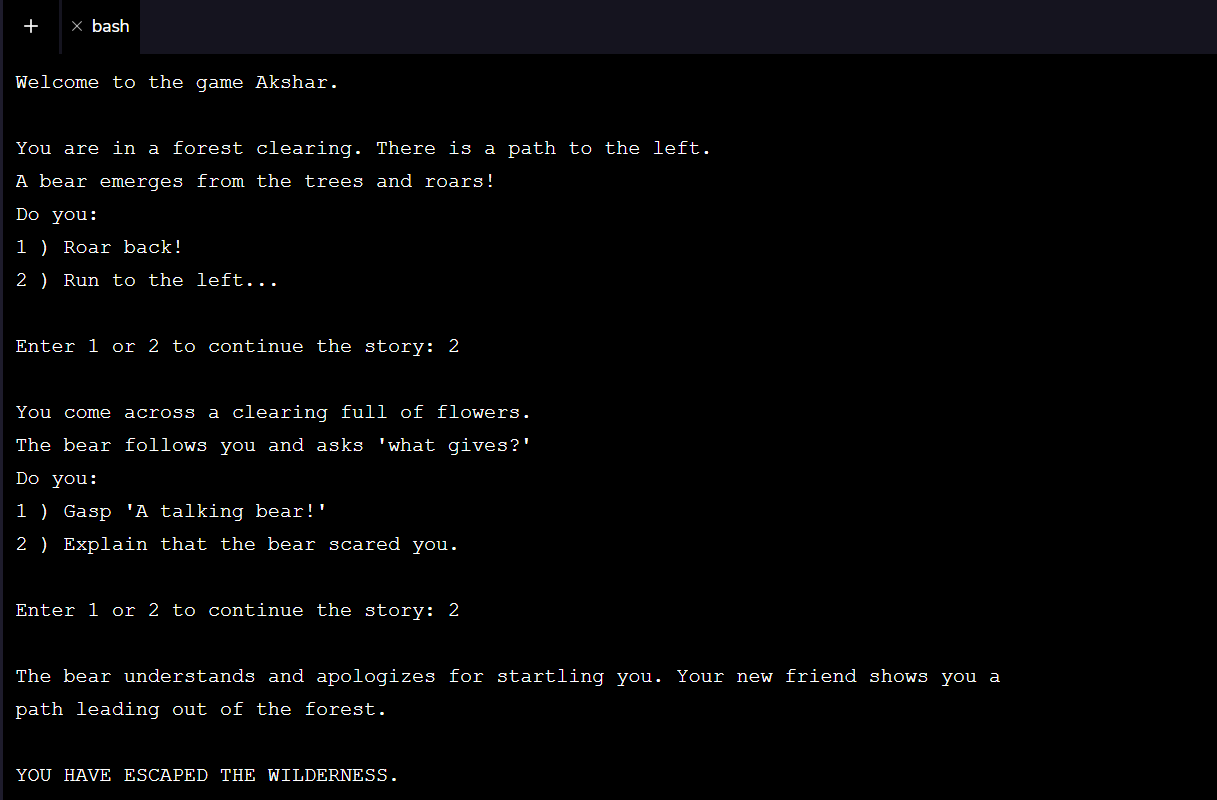 + × bash
Welcome to the game Akshar.
You are in a forest clearing. There is a path to the left.
A bear emerges from the trees and roars!
Do you:
1 ) Roar back!
2 ) Run to the left...
Enter 1 or 2 to continue the story: 2
You come across a clearing full of flowers.
The bear follows you and asks 'what gives?'
Do you:
1 ) Gasp 'A talking bear!'
2 ) Explain that the bear scared you.
Enter 1 or 2 to continue the story: 2
The bear understands and apologizes for startling you. Your new friend shows you a
path leading out of the forest.
YOU HAVE ESCAPED THE WILDERNESS.